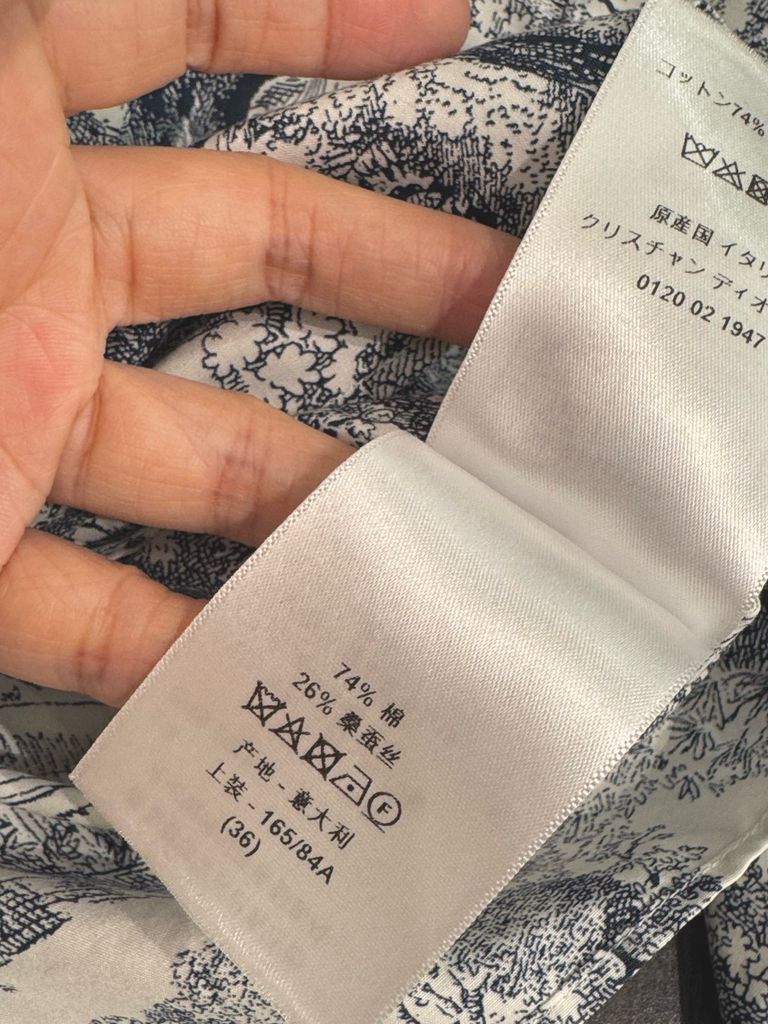 コットン74%
原産国 イタリ
クリスチャン ディオ
0120 02 1947
74% 棉
26% 桑蚕丝
F
产地 - 意大利
上装 - 165/84A
(36)